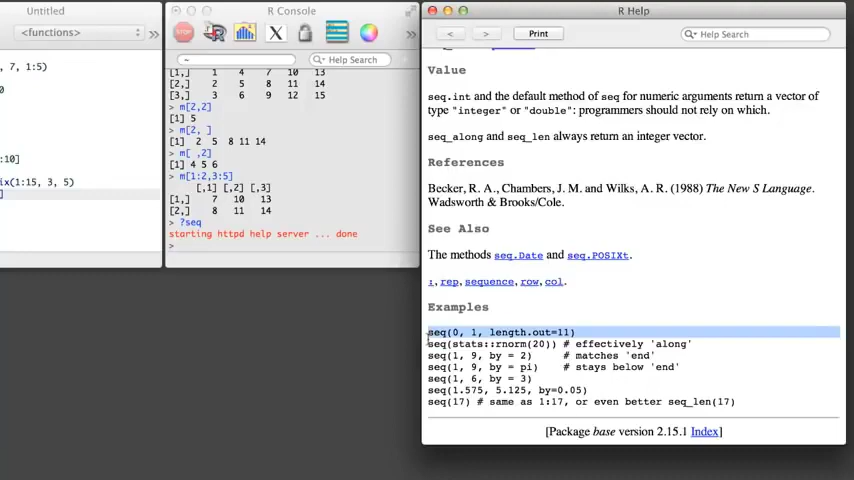 Untitled
<functions>
, 7, 1:5)
0
:10]
ix(1:15, 3, 5)
]
R Console
~
Help Search
[1,] 1 4 7 10 13
[2,] 2 5 8 11 14
[3,] 3 6 9 12 15
> m[2,2]
[1] 5
> m[2, ]
[1] 2 5 8 11 14
> m[ ,2]
[1] 4 5 6
> m[1:2,3:5]
[,1] [,2] [,3]
[1,] 7 10 13
[2,] 8 11 14
> ?seq
starting httpd help server ... done
>
R Help
< > Print
Help Search
Value
seq.int and the default method of seq for numeric arguments return a vector of
type "integer" or "double": programmers should not rely on which.
seq_along and seq_len always return an integer vector.
References
Becker, R. A., Chambers, J. M. and Wilks, A. R. (1988) The New S Language.
Wadsworth & Brooks/Cole.
See Also
The methods seq.Date and seq.POSIXt.
:, rep, sequence, row, col.
Examples
seq(0, 1, length.out=11)
seq(stats::rnorm(20)) # effectively 'along'
seq(1, 9, by = 2) # matches 'end'
seq(1, 9, by = pi) # stays below 'end'
seq(1, 6, by = 3)
seq(1.575, 5.125, by=0.05)
seq(17) # same as 1:17, or even better seq_len(17)
[Package base version 2.15.1 Index]